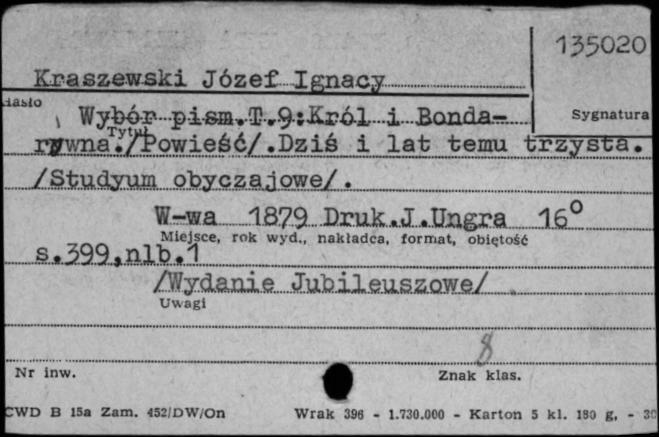 135020
Kraszewski Józef Ignacy
Hasło
Wybór pism.T.9:Król i Bonda-
Sygnatura
Tytuł
rywna./Powieść/.Dziś i lat temu trzysta.
/Studyum obyczajowe/.
W-wa 1879 Druk.J.Ungra 16°
Miejsce, rok wyd., nakładca, format, objętość
s.399,nlb.1
/Wydanie Jubileuszowe/
Uwagi
8
Nr inw.
Znak klas.
CWD B 15a Zam. 452/DW/On Wrak 396 - 1.730.000 - Karton 5 kl. 180 g, - 30